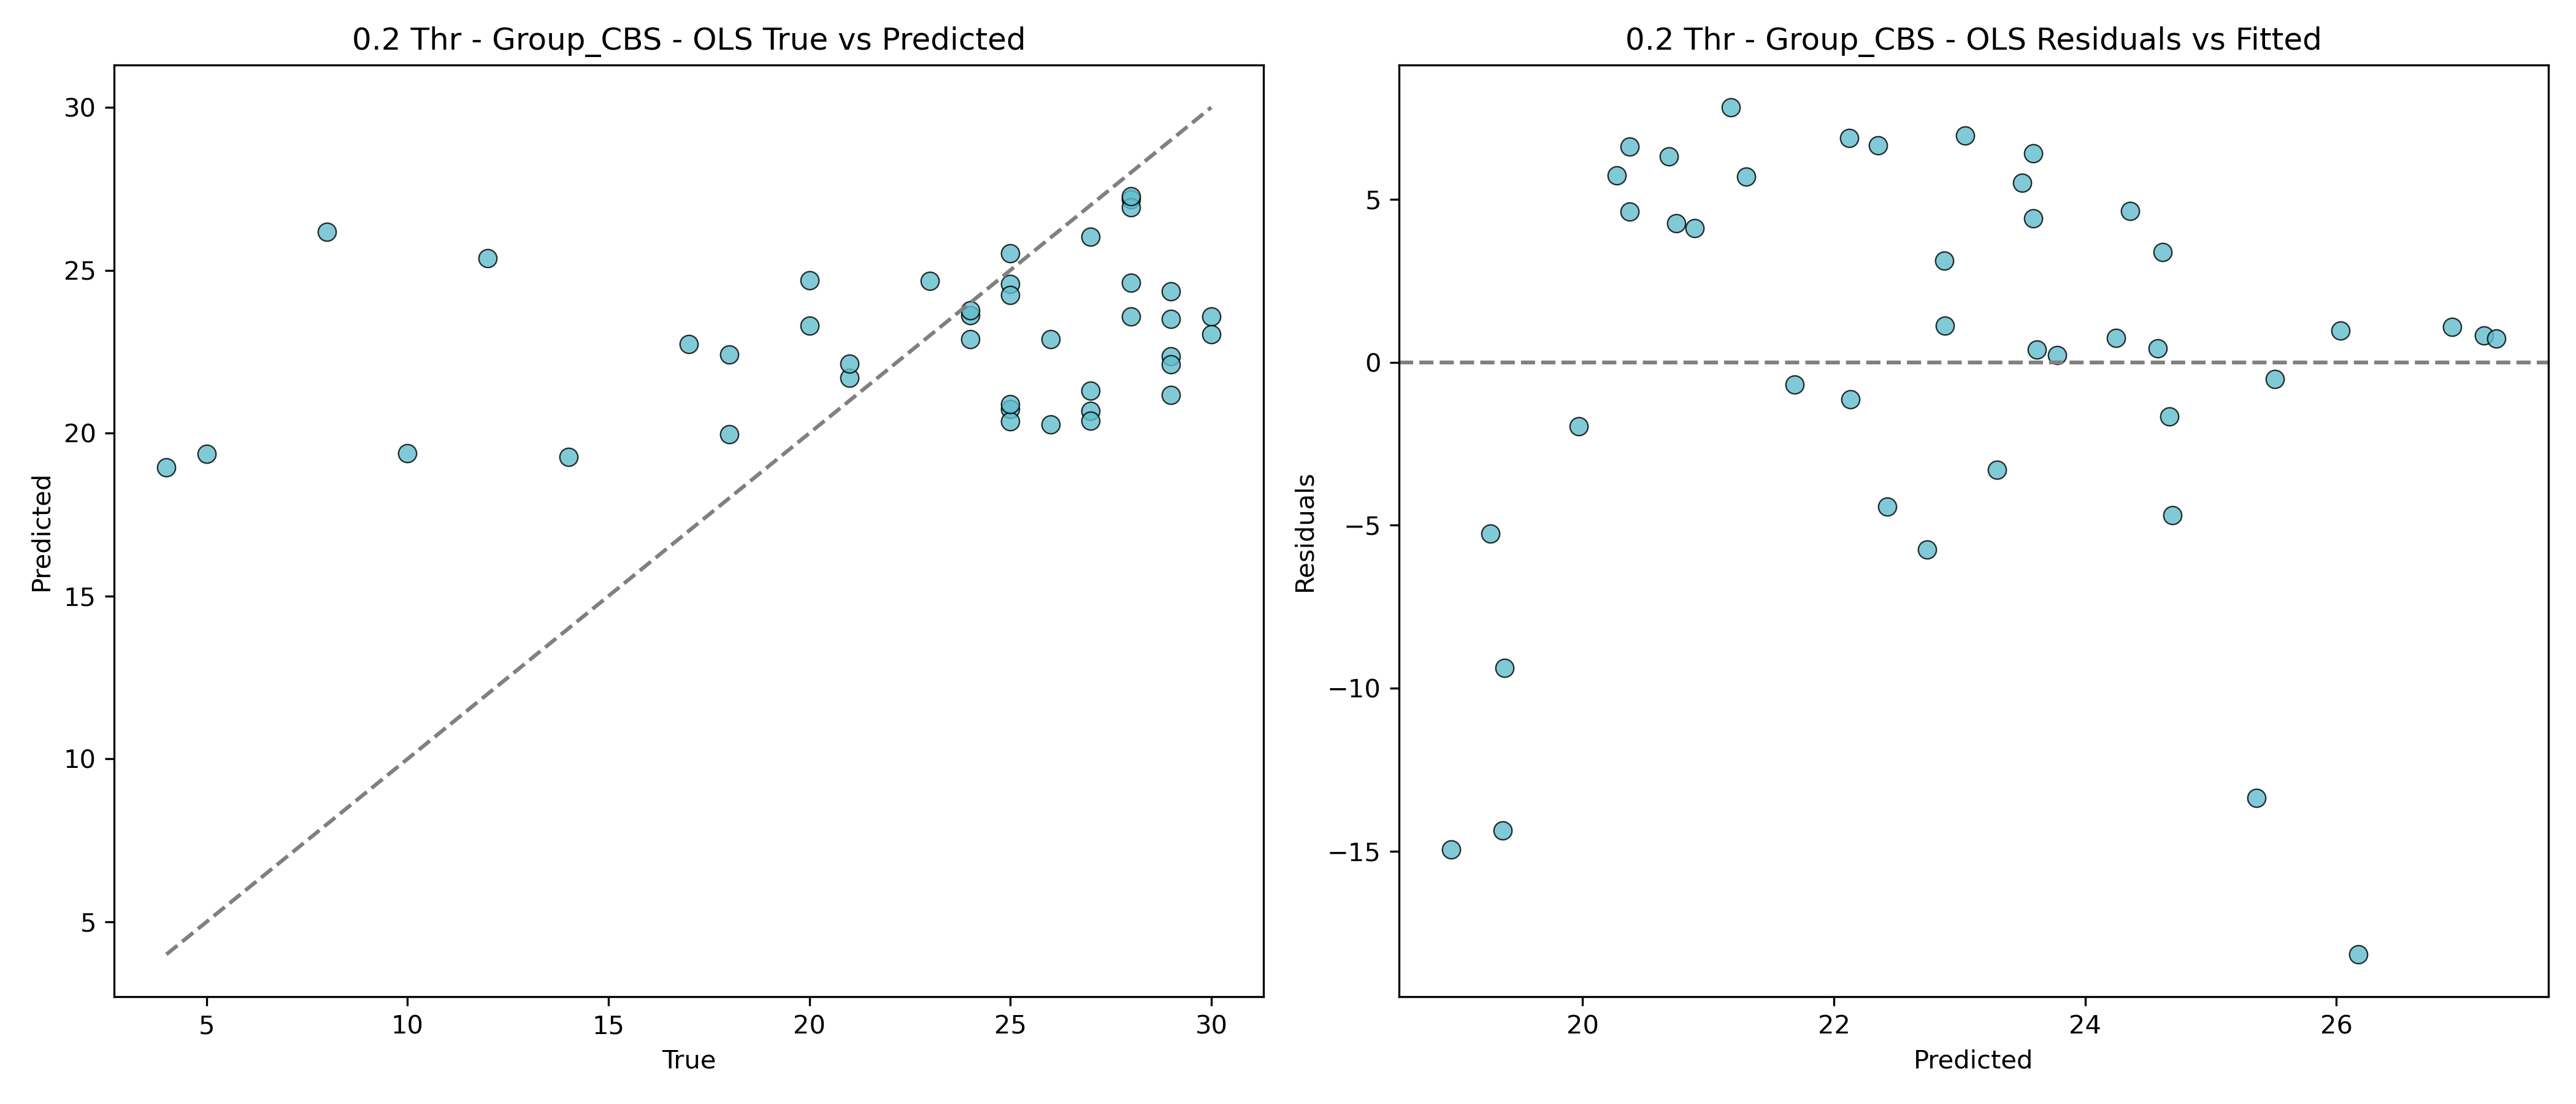 0.2 Thr - Group_CBS - OLS True vs Predicted
30
25
20
15
10
5
Predicted
5 10 15 20 25 30
True
0.2 Thr - Group_CBS - OLS Residuals vs Fitted
5
0
−5
−10
−15
Residuals
20 22 24 26
Predicted